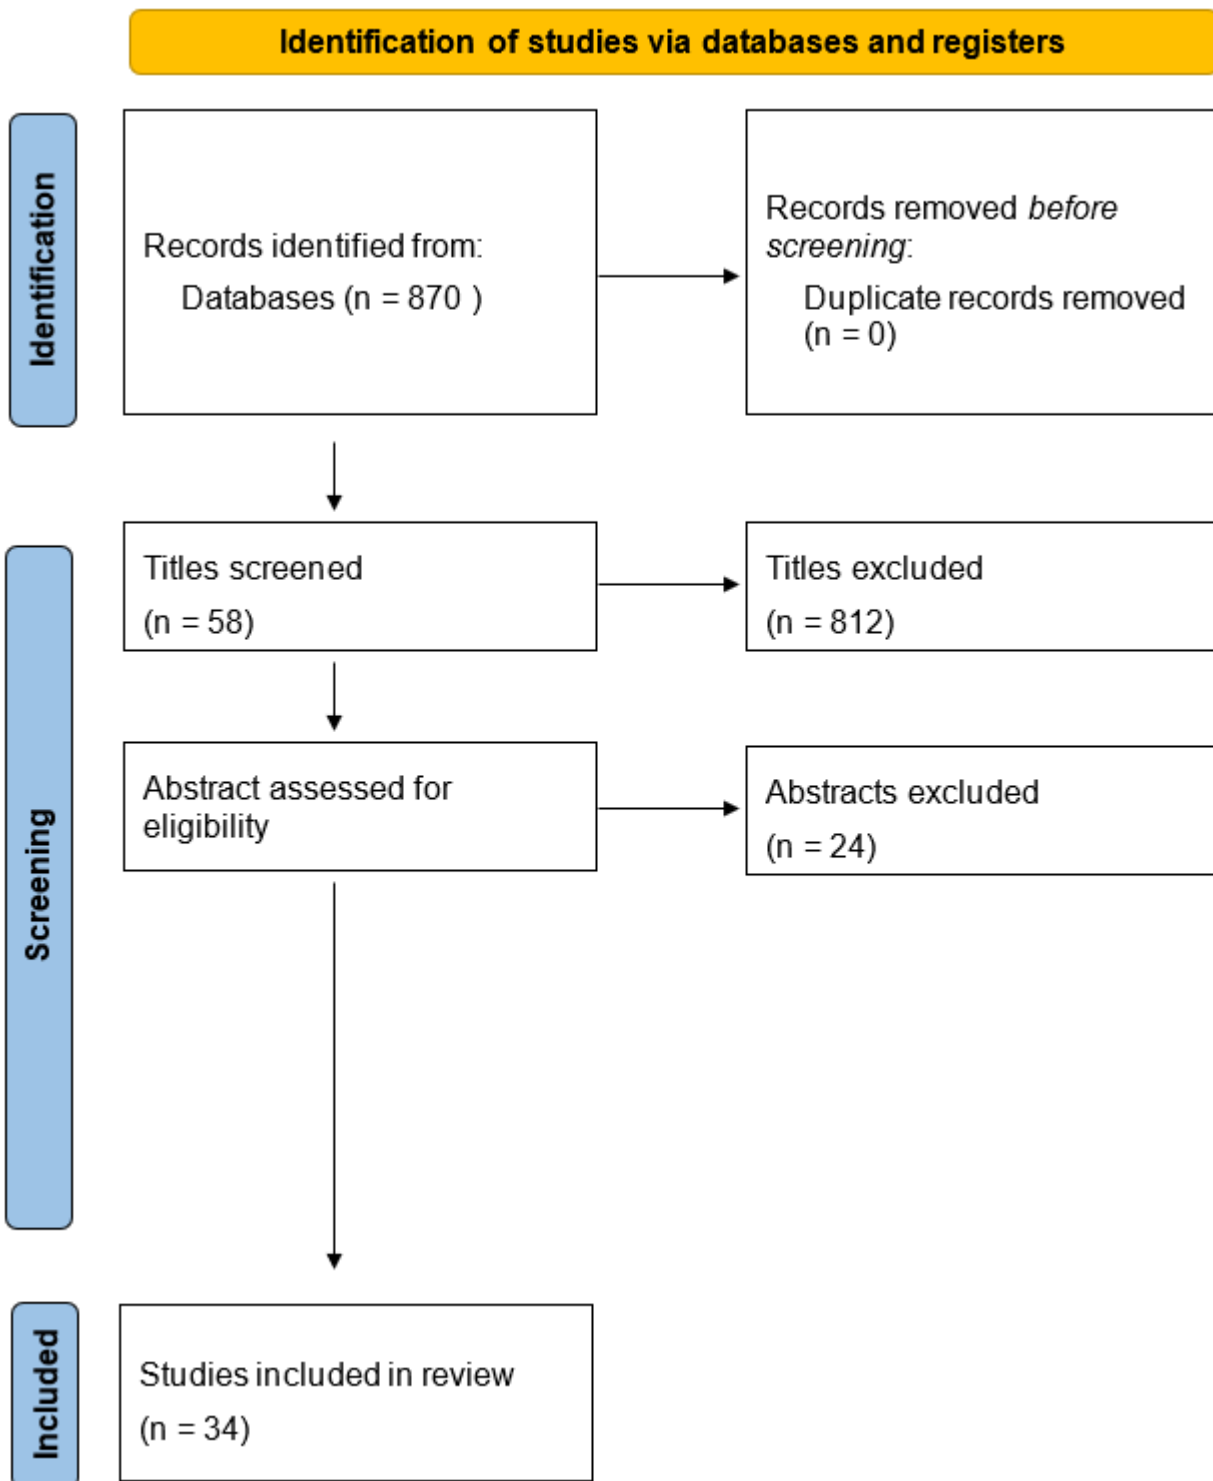 Identification of studies via databases and registers
Identification
Records identified from:
Databases (n = 870 )
Records removed before
screening:
Duplicate records removed
(n = 0)
Screening
Titles screened
(n = 58)
Titles excluded
(n = 812)
Abstract assessed for
eligibility
Abstracts excluded
(n = 24)
Included
Studies included in review
(n = 34)